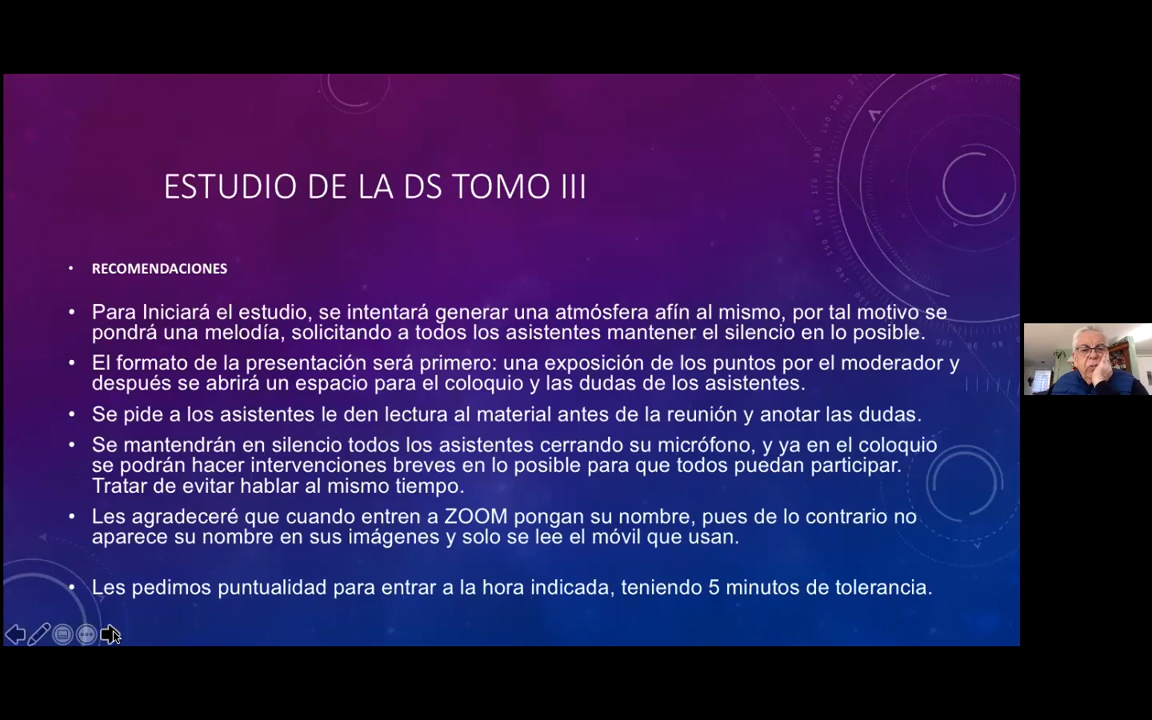 ESTUDIO DE LA DS TOMO III
• RECOMENDACIONES
• Para Iniciará el estudio, se intentará generar una atmósfera afín al mismo, por tal motivo se
pondrá una melodía, solicitando a todos los asistentes mantener el silencio en lo posible.
• El formato de la presentación será primero: una exposición de los puntos por el moderador y
después se abrirá un espacio para el coloquio y las dudas de los asistentes.
• Se pide a los asistentes le den lectura al material antes de la reunión y anotar las dudas.
• Se mantendrán en silencio todos los asistentes cerrando su micrófono, y ya en el coloquio
se podrán hacer intervenciones breves en lo posible para que todos puedan participar.
Tratar de evitar hablar al mismo tiempo.
• Les agradeceré que cuando entren a ZOOM pongan su nombre, pues de lo contrario no
aparece su nombre en sus imágenes y solo se lee el móvil que usan.
• Les pedimos puntualidad para entrar a la hora indicada, teniendo 5 minutos de tolerancia.